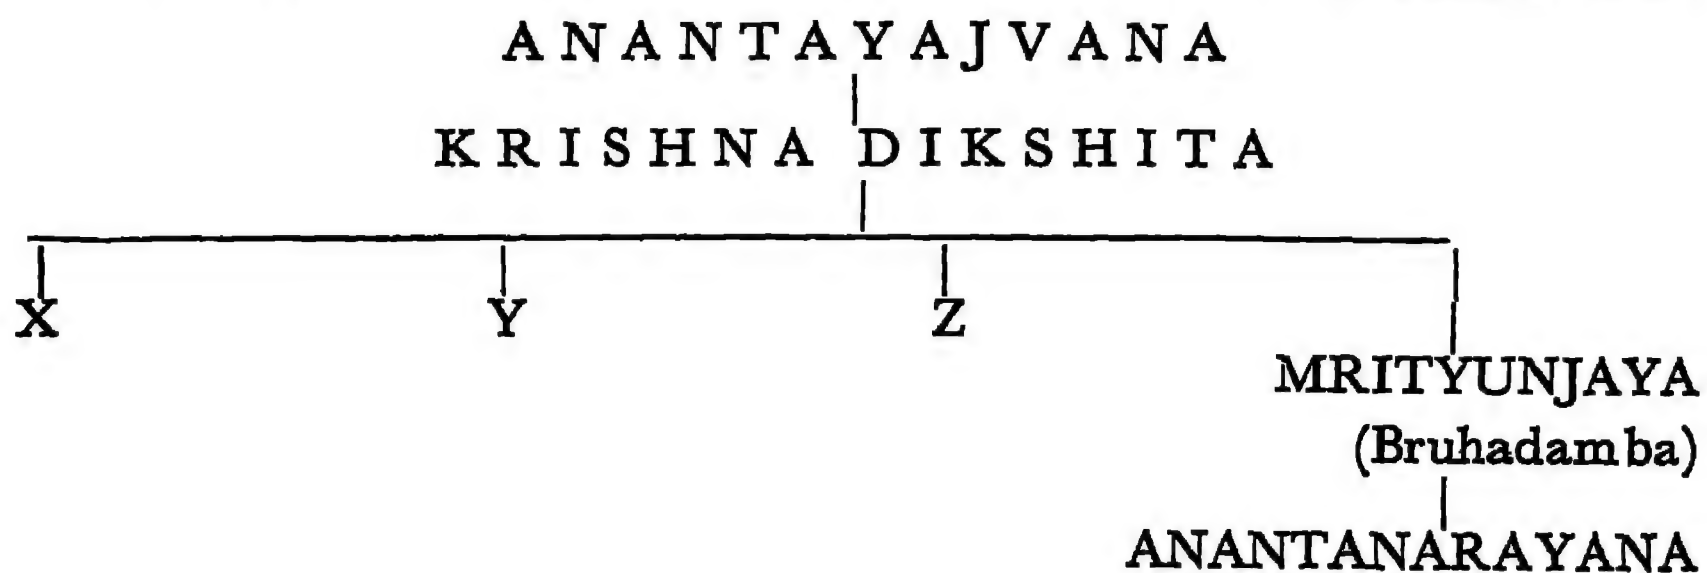 ANANTAYAJVANA
KRISHNA DIKSHITA
X Y Z
MRITYUNJAYA
(Bruhadamba)
ANANTANARAYANA